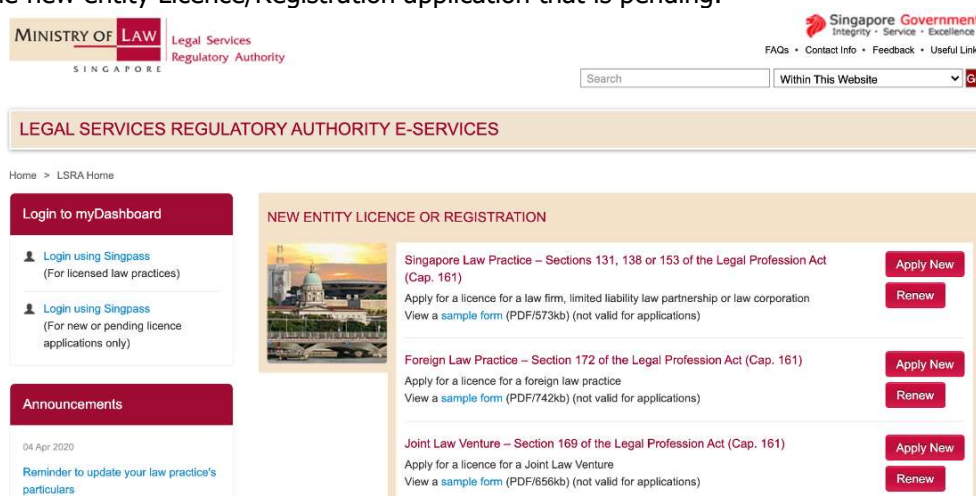 new entity Licence/Registration application that is pending.
MINISTRY OF LAW
SINGAPORE
Legal Services
Regulatory Authority
Singapore Government
Integrity · Service · Excellence
FAQs • Contact Info • Feedback • Useful Link
Search
Within This Website
LEGAL SERVICES REGULATORY AUTHORITY E-SERVICES
Home > LSRA Home
Login to myDashboard
Login using Singpass
(For licensed law practices)
Login using Singpass
(For new or pending licence
applications only)
Announcements
04 Apr 2020
Reminder to update your law practice's
particulars
NEW ENTITY LICENCE OR REGISTRATION
Singapore Law Practice – Sections 131, 138 or 153 of the Legal Profession Act
(Cap. 161)
Apply for a licence for a law firm, limited liability law partnership or law corporation
View a sample form (PDF/573kb) (not valid for applications)
Apply New
Renew
Foreign Law Practice – Section 172 of the Legal Profession Act (Cap. 161)
Apply for a licence for a foreign law practice
View a sample form (PDF/742kb) (not valid for applications)
Apply New
Renew
Joint Law Venture – Section 169 of the Legal Profession Act (Cap. 161)
Apply for a licence for a Joint Law Venture
View a sample form (PDF/656kb) (not valid for applications)
Apply New
Renew